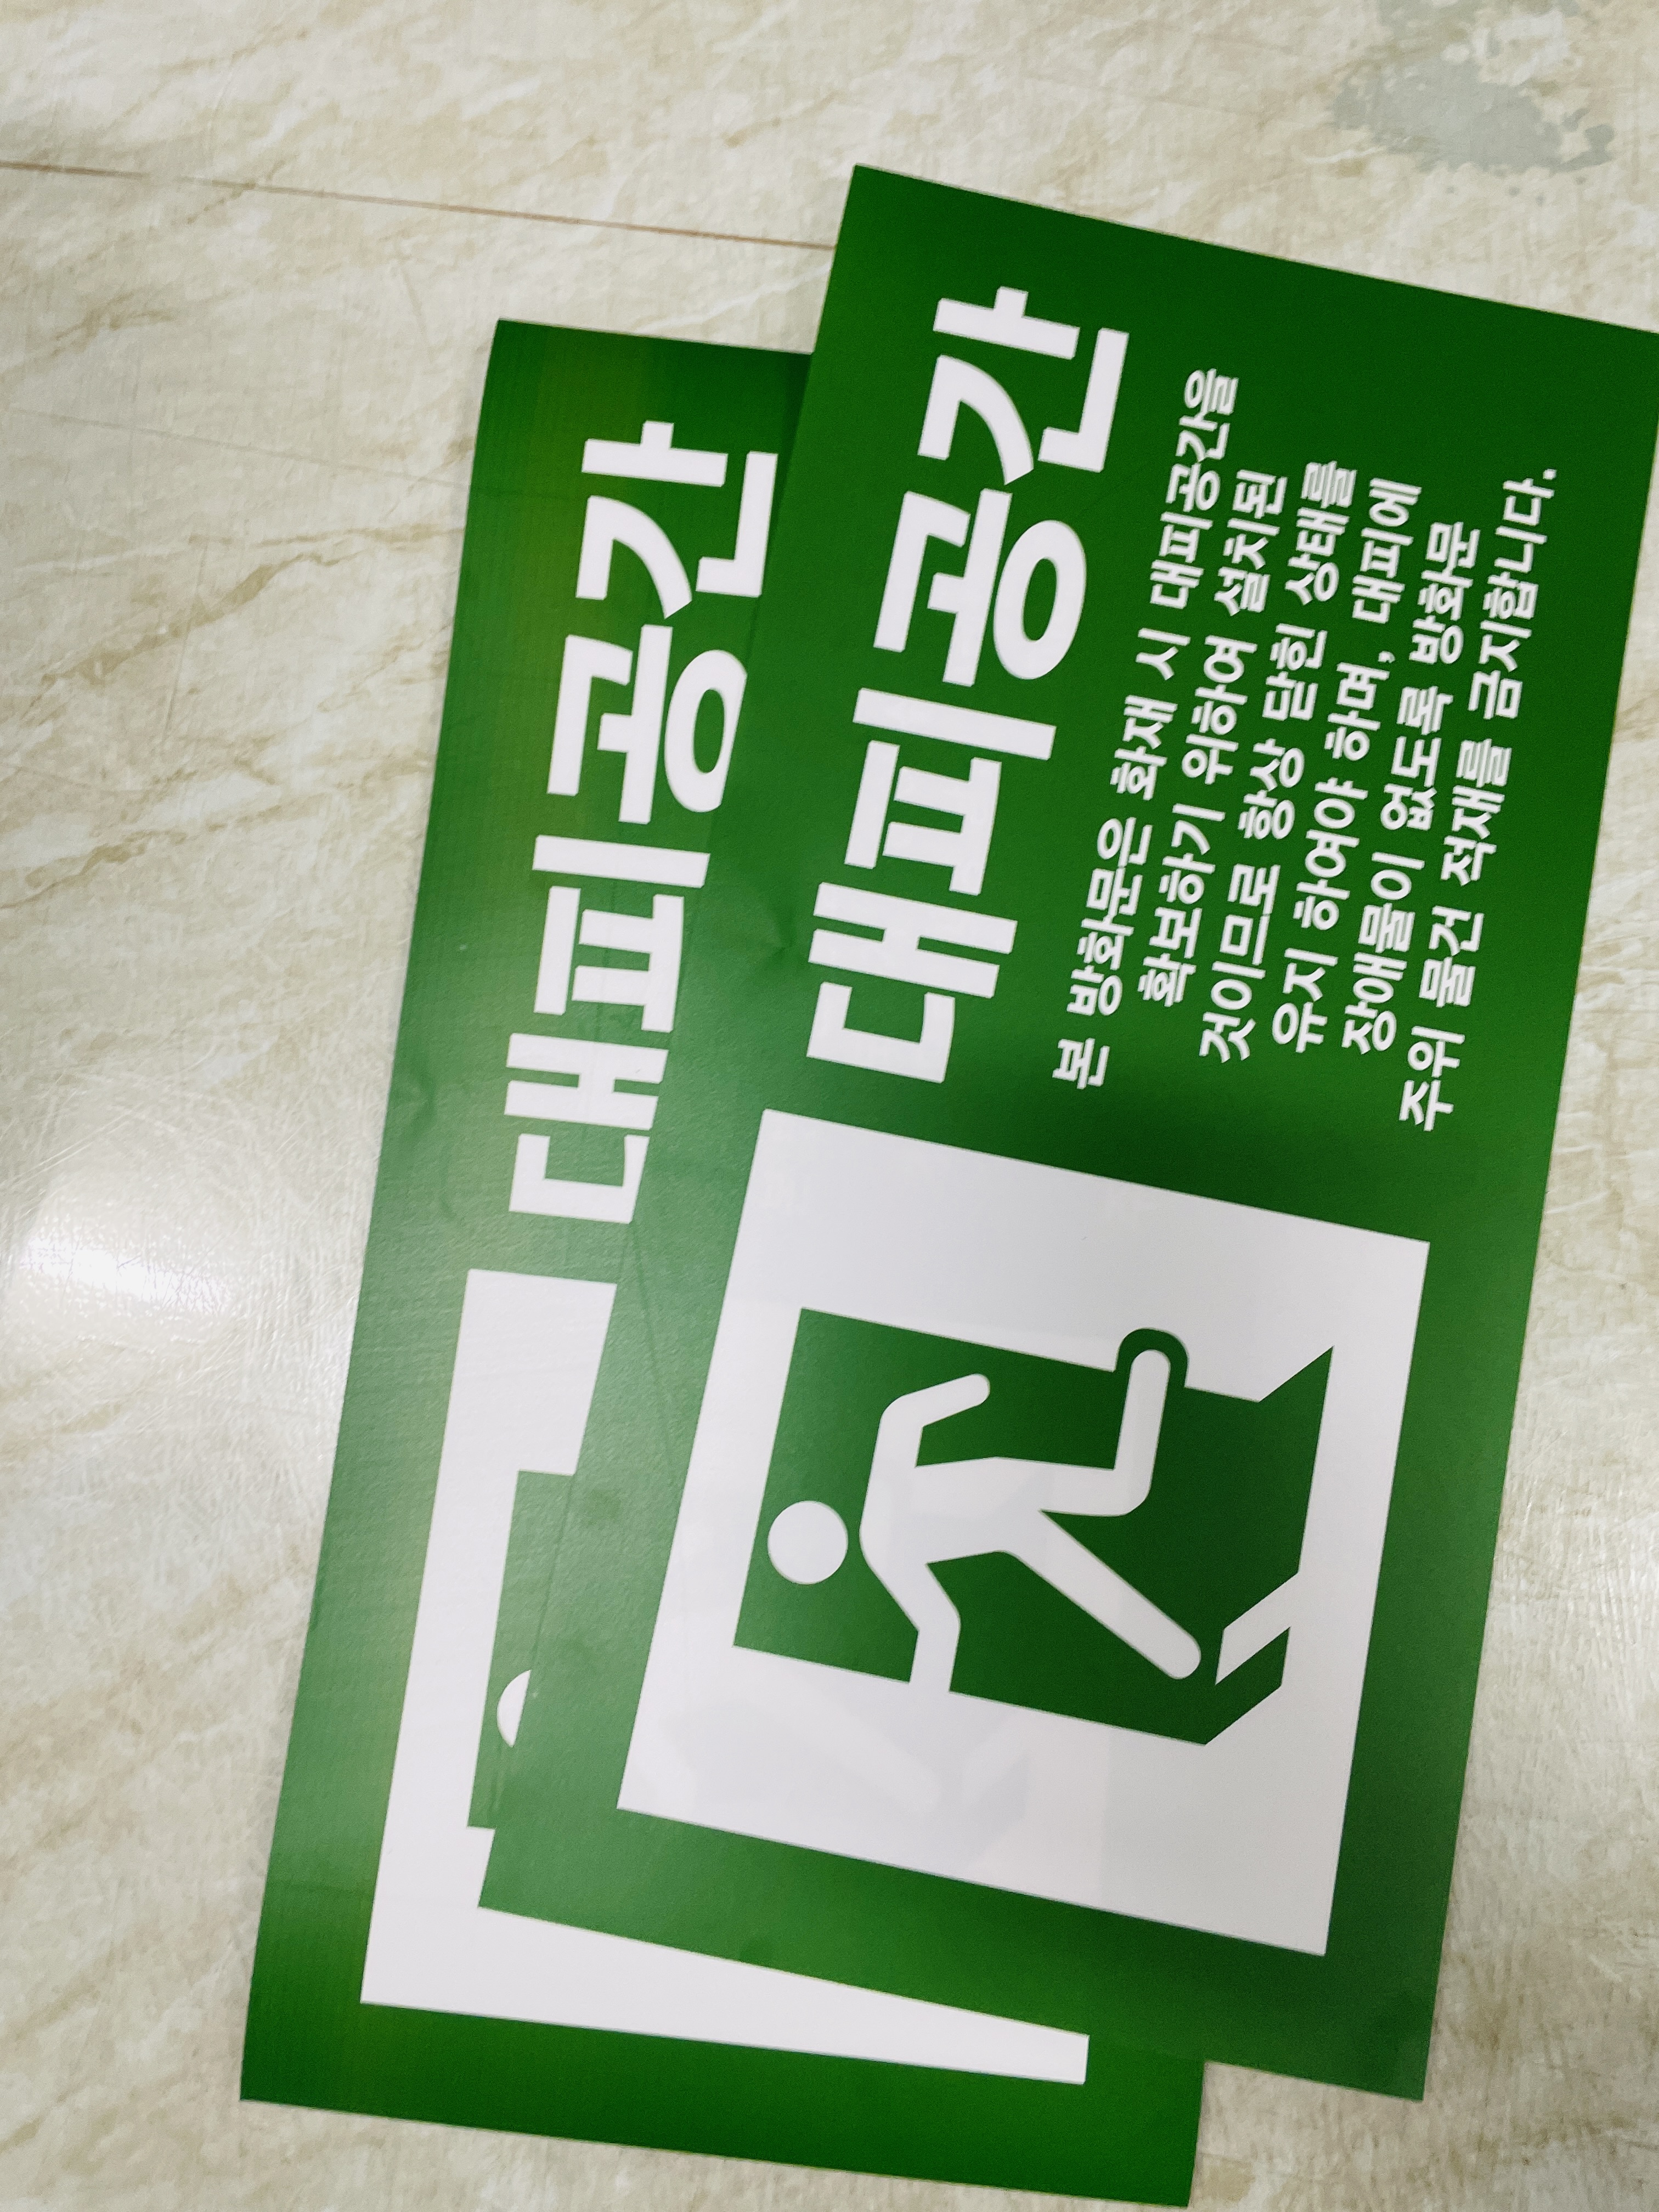 대피공간
대피공간
본 방화문은 화재 시 대피공간을
확보하기 위하여 설치된
것이므로 항상 닫힌 상태를
유지 하여야 하며, 대피에
장애물이 없도록 방화문
주위 물건 적재를 금지합니다.